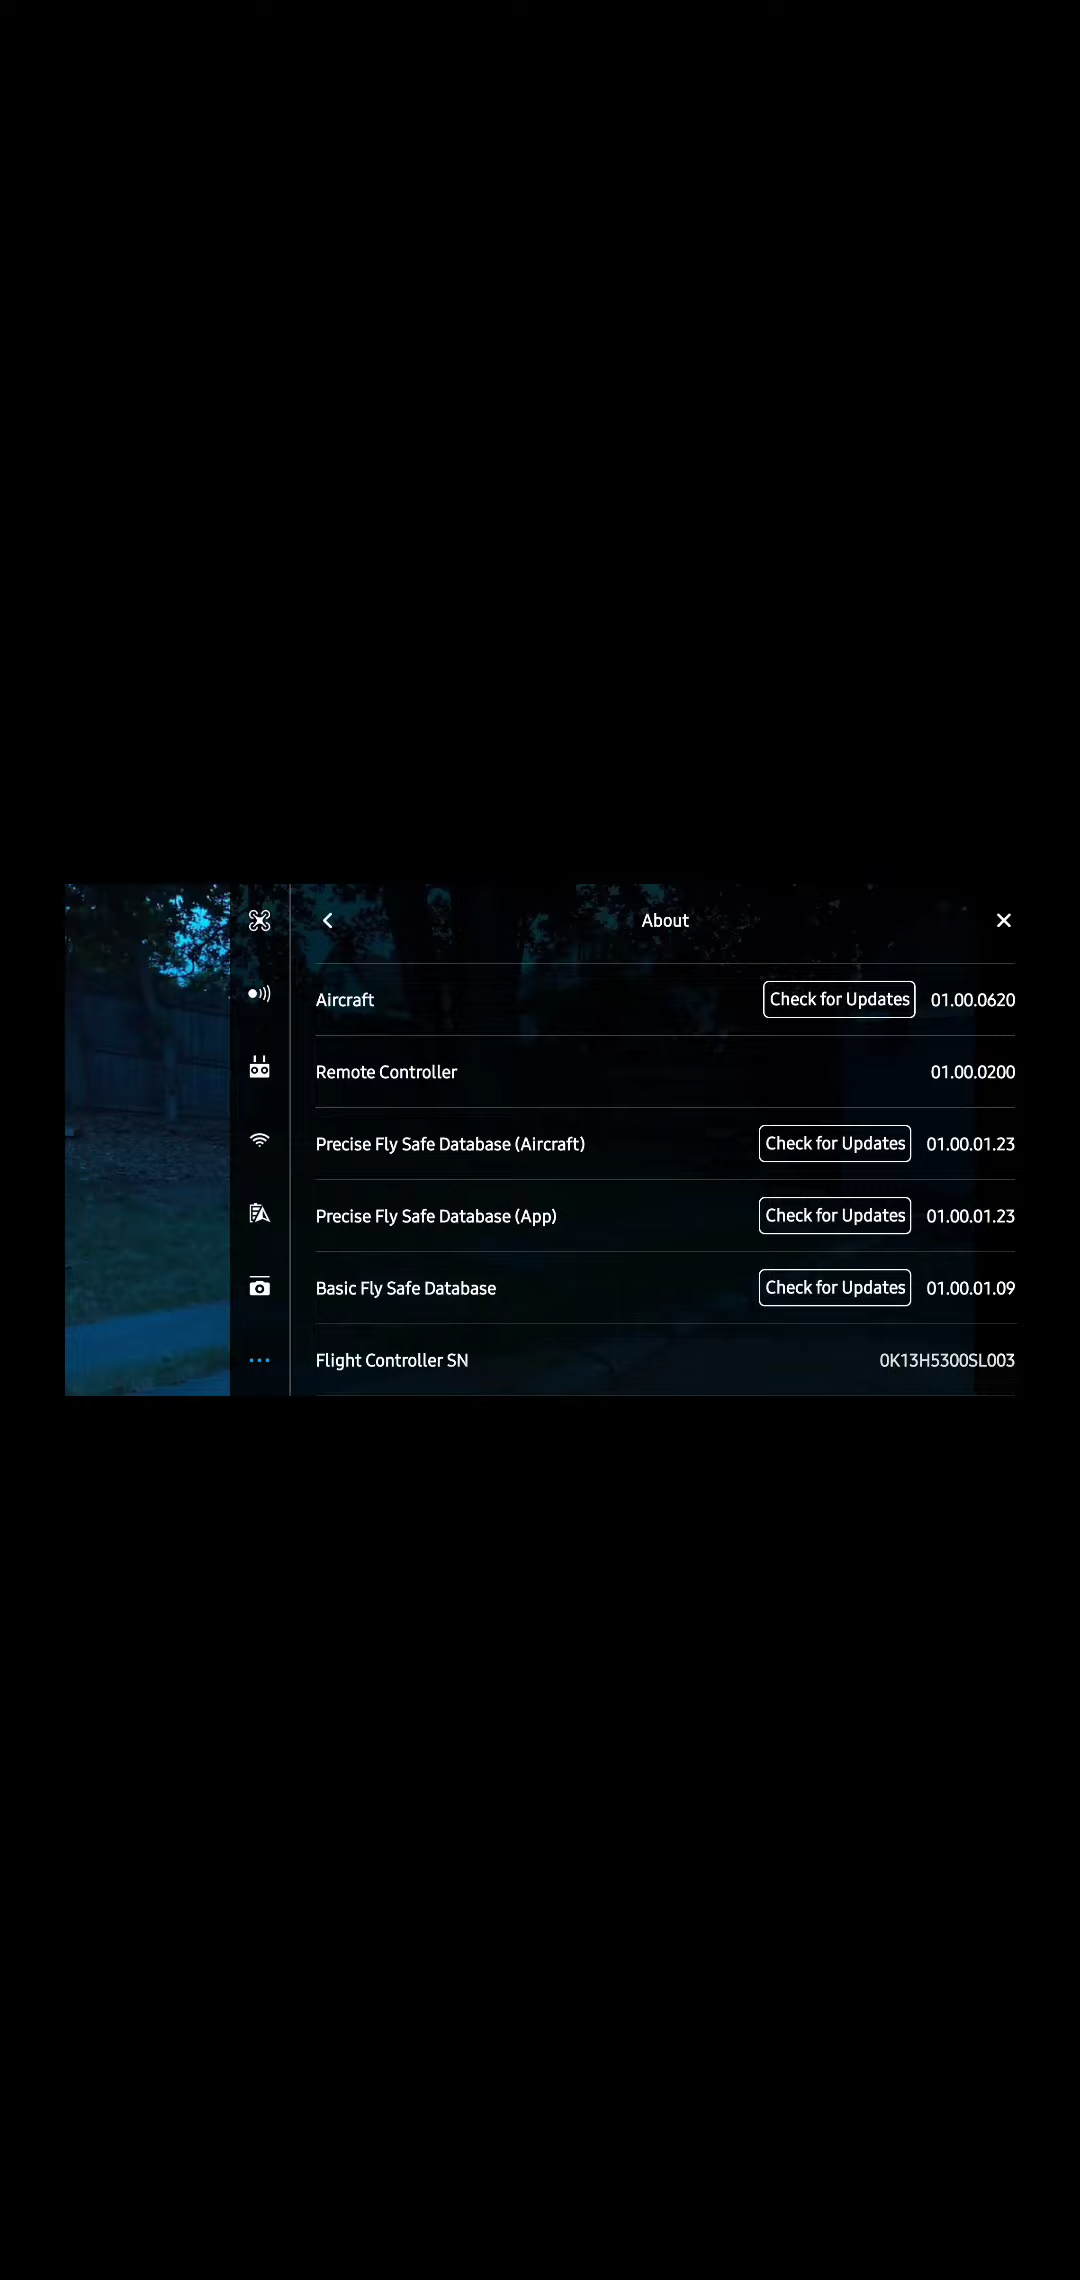 About
Aircraft Check for Updates 01.00.0620
Remote Controller 01.00.0200
Precise Fly Safe Database (Aircraft) Check for Updates 01.00.01.23
Precise Fly Safe Database (App) Check for Updates 01.00.01.23
Basic Fly Safe Database Check for Updates 01.00.01.09
Flight Controller SN 0K13H5300SL003